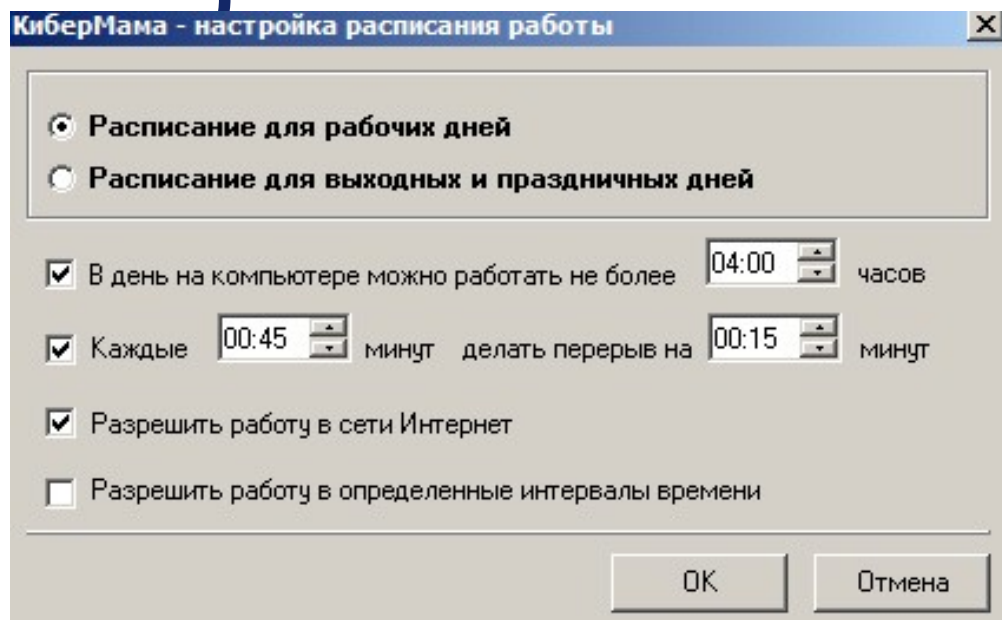 КиберМама - настройка расписания работы
Расписание для рабочих дней
Расписание для выходных и праздничных дней
В день на компьютере можно работать не более 04:00 часов
Каждые 00:45 минут делать перерыв на 00:15 минут
Разрешить работу в сети Интернет
Разрешить работу в определенные интервалы времени
OK Отмена